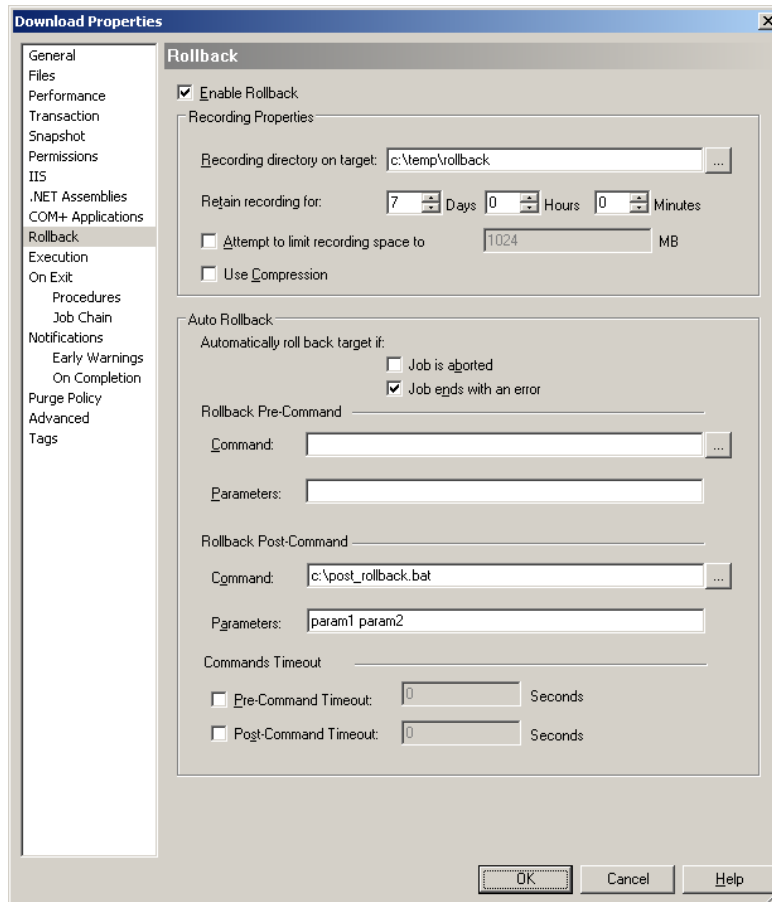 Download Properties
General
Files
Performance
Transaction
Snapshot
Permissions
IIS
.NET Assemblies
COM+ Applications
Rollback
Execution
On Exit
Procedures
Job Chain
Notifications
Early Warnings
On Completion
Purge Policy
Advanced
Tags
Rollback
Enable Rollback
Recording Properties
Recording directory on target: c:\temp\rollback ...
Retain recording for: 7 Days 0 Hours 0 Minutes
Attempt to limit recording space to 1024 MB
Use Compression
Auto Rollback
Automatically roll back target if:
Job is aborted
Job ends with an error
Rollback Pre-Command
Command: ...
Parameters:
Rollback Post-Command
Command: c:\post_rollback.bat ...
Parameters: param1 param2
Commands Timeout
Pre-Command Timeout: 0 Seconds
Post-Command Timeout: 0 Seconds
OK Cancel Help